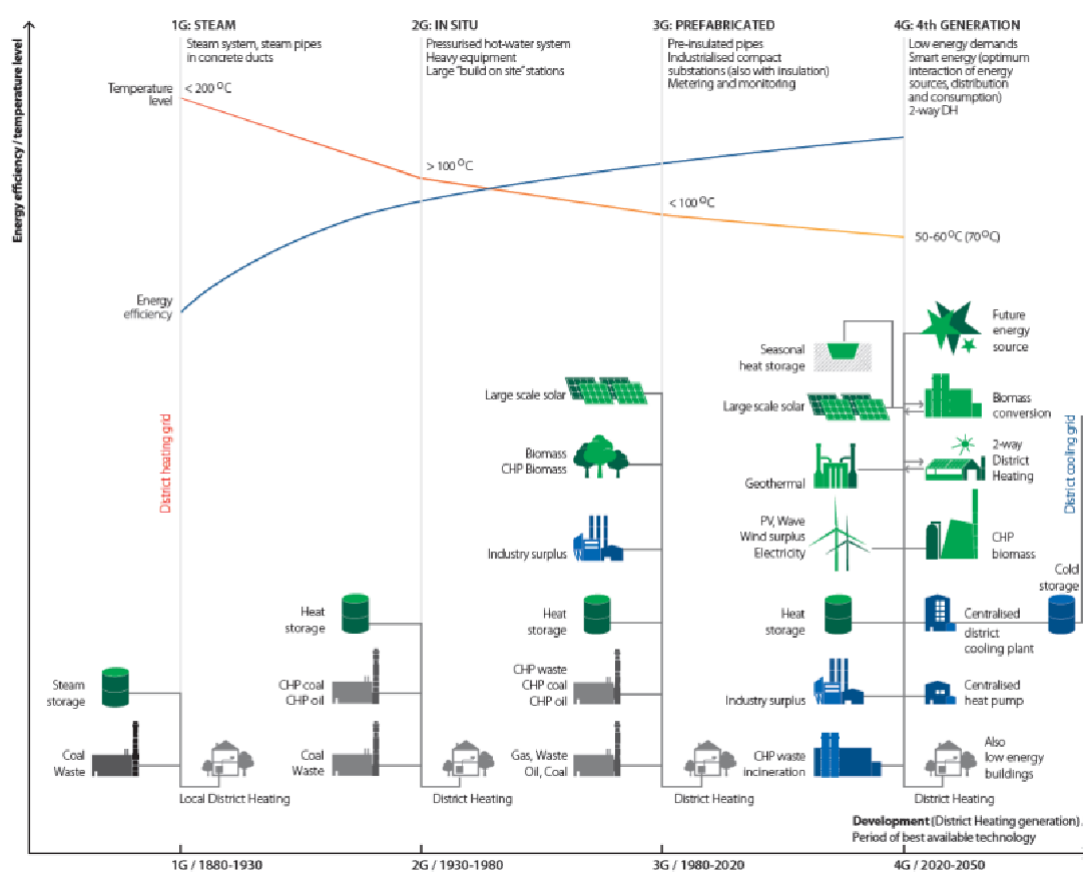 1G: STEAM
Steam system, steam pipes
in concrete ducts
2G: IN SITU
Pressurised hot-water system
Heavy equipment
Large "build on site" stations
3G: PREFABRICATED
Pre-insulated pipes
Industrialised compact
substations (also with insulation)
Metering and monitoring
4G: 4th GENERATION
Low energy demands
Smart energy (optimum
interaction of energy
sources, distribution
and consumption)
2-way DH
Energy efficiency / temperature level
Temperature
level
< 200 °C
> 100 °C
< 100 °C
50-60 °C (70°C)
Energy
efficiency
District heating grid
District cooling grid
Steam
storage
Coal
Waste
Local District Heating
Heat
storage
CHP coal
CHP oil
Coal
Waste
District Heating
Large scale solar
Biomass
CHP Biomass
Industry surplus
Heat
storage
CHP waste
CHP coal
CHP oil
Gas, Waste
Oil, Coal
District Heating
Seasonal
heat storage
Large scale solar
Geothermal
PV, Wave
Wind surplus
Electricity
Heat
storage
Industry surplus
CHP waste
incineration
Future
energy
source
Biomass
conversion
2-way
District
Heating
CHP
biomass
Cold
storage
Centralised
district
cooling plant
Centralised
heat pump
Also
low energy
buildings
District Heating
Development (District Heating generation) /
Period of best available technology
1G / 1880-1930
2G / 1930-1980
3G / 1980-2020
4G / 2020-2050